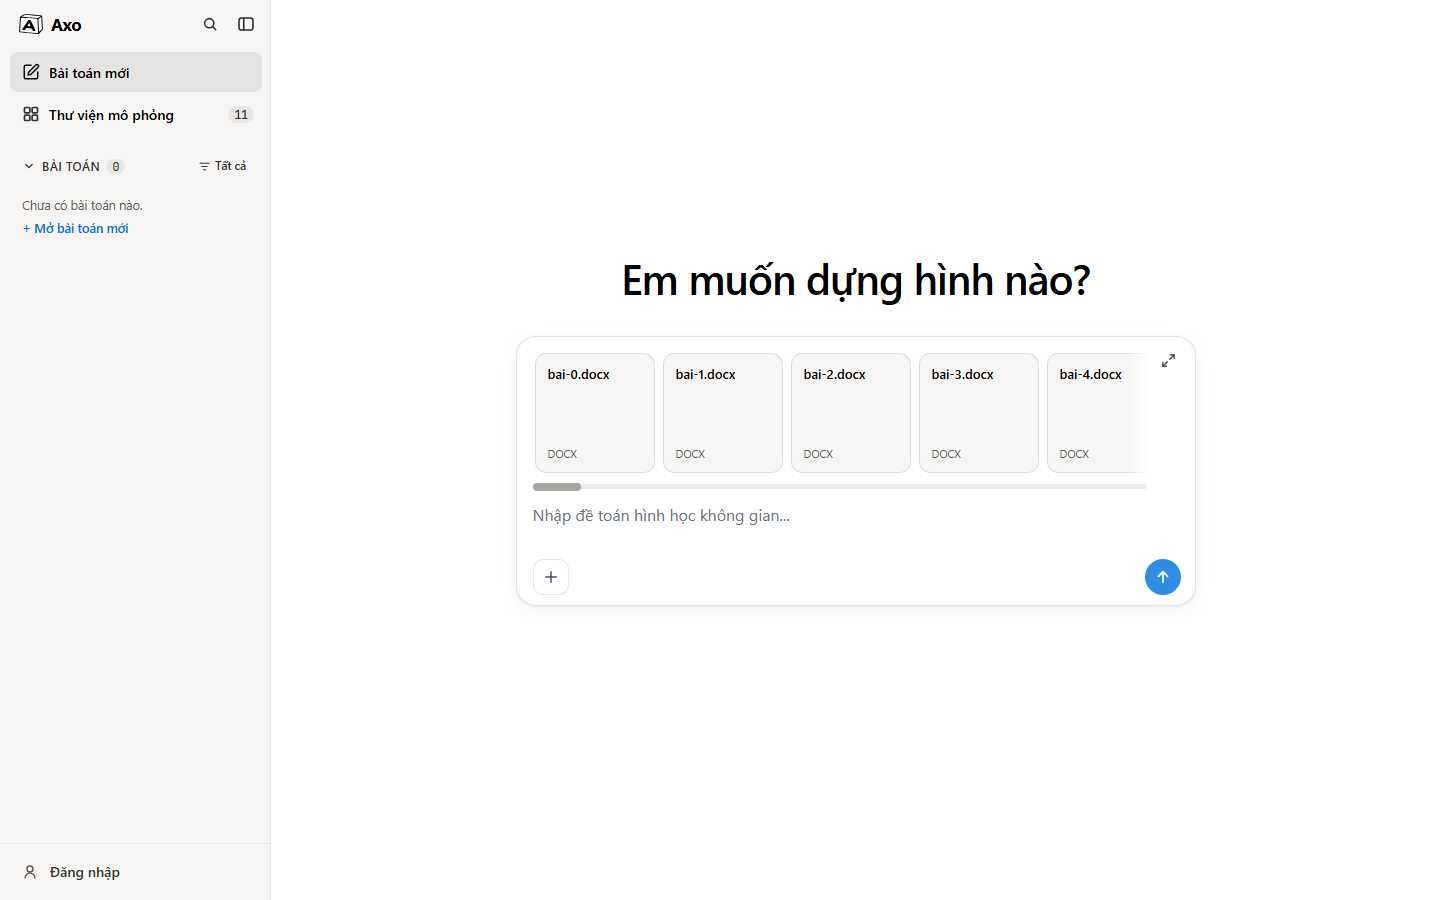 Axo
Bài toán mới
Thư viện mô phỏng 11
BÀI TOÁN 0 Tất cả
Chưa có bài toán nào.
+ Mở bài toán mới
Em muốn dựng hình nào?
bai-0.docx bai-1.docx bai-2.docx bai-3.docx bai-4.docx
DOCX DOCX DOCX DOCX DOCX
Nhập đề toán hình học không gian...
Đăng nhập